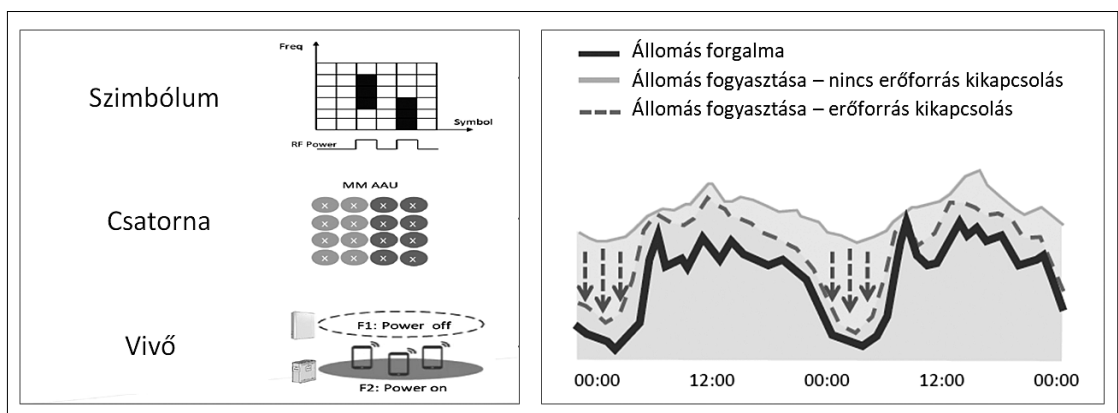 Szimbólum
Freq
Symbol
RF Power
Csatorna
MM AAU
Vivő
F1: Power off
F2: Power on
Állomás forgalma
Állomás fogyasztása – nincs erőforrás kikapcsolás
Állomás fogyasztása – erőforrás kikapcsolás
00:00 12:00 00:00 12:00 00:00